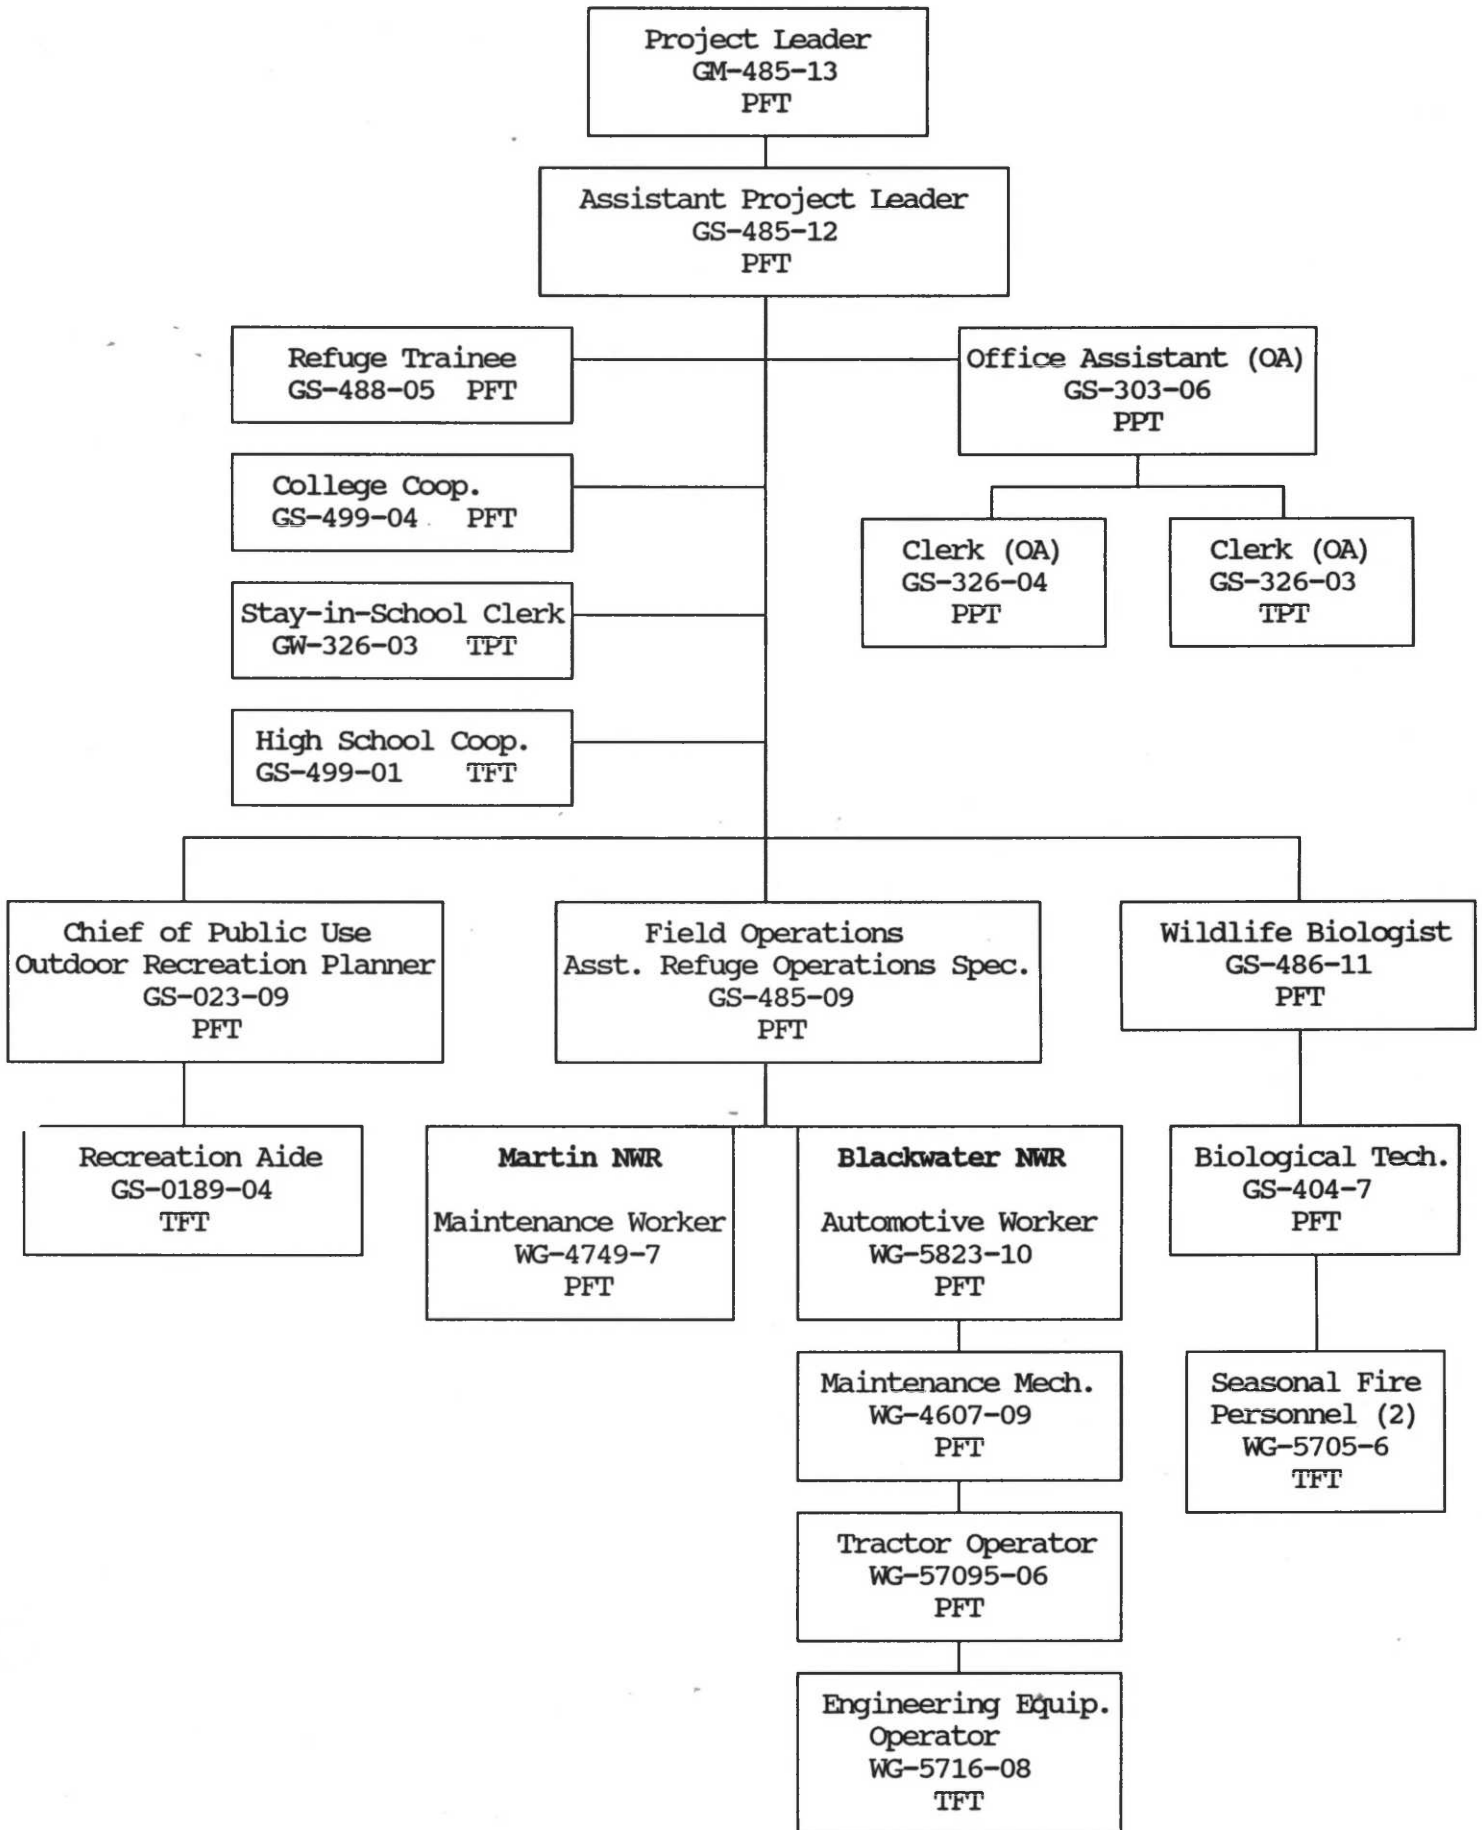 Project Leader
GM-485-13
PFT
Assistant Project Leader
GS-485-12
PFT
Refuge Trainee
GS-488-05 PFT
Office Assistant (OA)
GS-303-06
PPT
College Coop.
GS-499-04 PFT
Clerk (OA)
GS-326-04
PPT
Clerk (OA)
GS-326-03
TPT
Stay-in-School Clerk
GW-326-03 TPT
High School Coop.
GS-499-01 TFT
Chief of Public Use
Outdoor Recreation Planner
GS-023-09
PFT
Field Operations
Asst. Refuge Operations Spec.
GS-485-09
PFT
Wildlife Biologist
GS-486-11
PFT
Recreation Aide
GS-0189-04
TFT
Martin NWR
Maintenance Worker
WG-4749-7
PFT
Blackwater NWR
Automotive Worker
WG-5823-10
PFT
Biological Tech.
GS-404-7
PFT
Maintenance Mech.
WG-4607-09
PFT
Seasonal Fire
Personnel (2)
WG-5705-6
TFT
Tractor Operator
WG-57095-06
PFT
Engineering Equip.
Operator
WG-5716-08
TFT